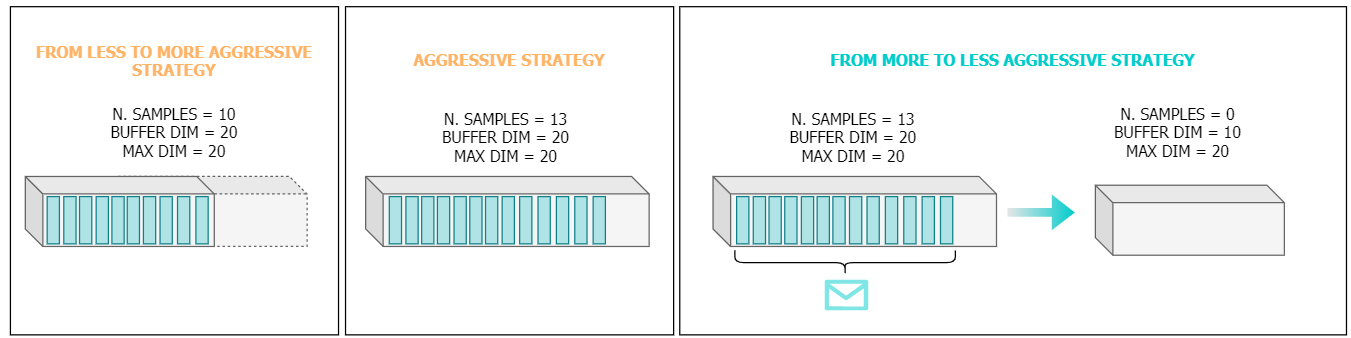 FROM LESS TO MORE AGGRESSIVE
STRATEGY
N. SAMPLES = 10
BUFFER DIM = 20
MAX DIM = 20
AGGRESSIVE STRATEGY
N. SAMPLES = 13
BUFFER DIM = 20
MAX DIM = 20
FROM MORE TO LESS AGGRESSIVE STRATEGY
N. SAMPLES = 13
BUFFER DIM = 20
MAX DIM = 20
N. SAMPLES = 0
BUFFER DIM = 10
MAX DIM = 20